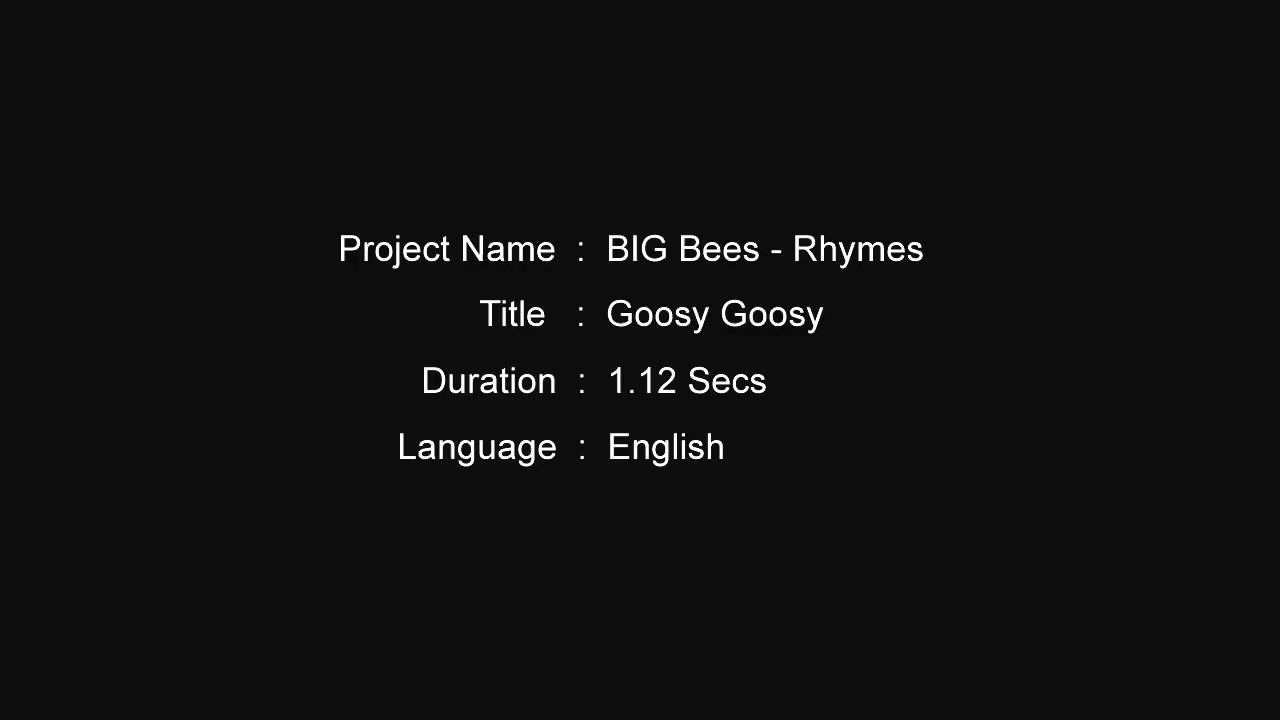 Project Name : BIG Bees - Rhymes
Title : Goosy Goosy
Duration : 1.12 Secs
Language : English